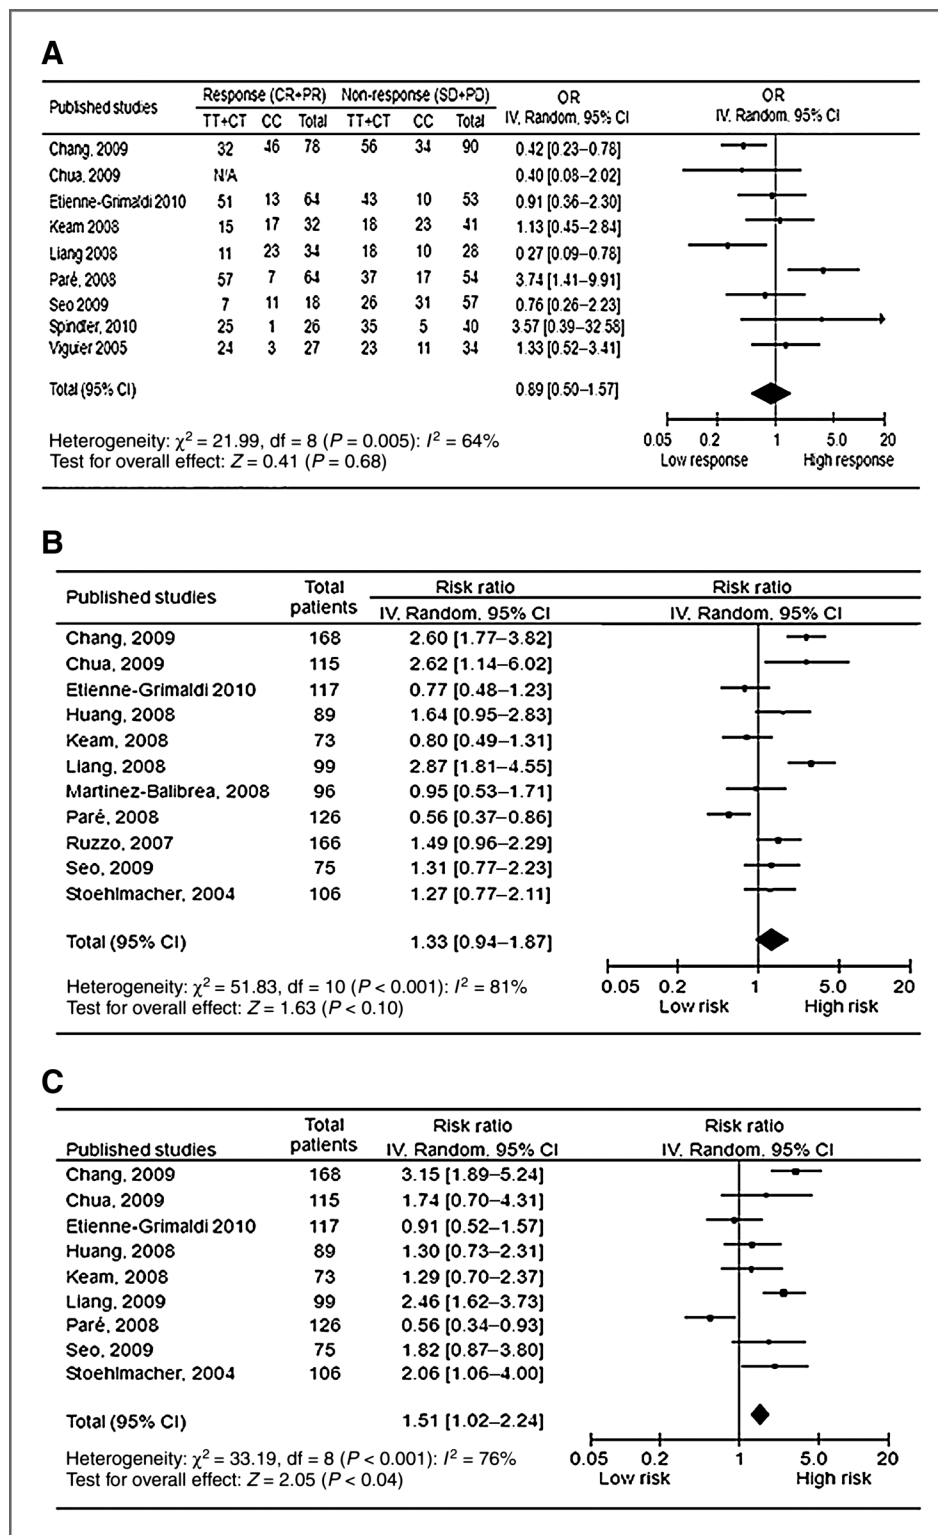 A
Published studies Response (CR+PR) Non-response (SD+PD) OR OR
TT+CT CC Total TT+CT CC Total IV, Random, 95% CI IV, Random, 95% CI
Chang, 2009 32 46 78 56 34 90 0.42 [0.23–0.78]
Chua, 2009 N/A 0.40 [0.08–2.02]
Etienne-Grimaldi 2010 51 13 64 43 10 53 0.91 [0.36–2.30]
Keam 2008 15 17 32 18 23 41 1.13 [0.45–2.84]
Liang 2008 11 23 34 18 10 28 0.27 [0.09–0.78]
Paré, 2008 57 7 64 37 17 54 3.74 [1.41–9.91]
Seo 2009 7 11 18 26 31 57 0.76 [0.26–2.23]
Spindler, 2010 25 1 26 35 5 40 3.57 [0.39–32.58]
Viguier 2005 24 3 27 23 11 34 1.33 [0.52–3.41]
Total (95% CI) 0.89 [0.50–1.57]
Heterogeneity: χ² = 21.99, df = 8 (P = 0.005): I² = 64%
Test for overall effect: Z = 0.41 (P = 0.68)
0.05 0.2 1 5.0 20
Low response High response
B
Published studies Total patients Risk ratio Risk ratio
IV, Random, 95% CI IV, Random, 95% CI
Chang, 2009 168 2.60 [1.77–3.82]
Chua, 2009 115 2.62 [1.14–6.02]
Etienne-Grimaldi 2010 117 0.77 [0.48–1.23]
Huang, 2008 89 1.64 [0.95–2.83]
Keam, 2008 73 0.80 [0.49–1.31]
Liang, 2008 99 2.87 [1.81–4.55]
Martinez-Balibrea, 2008 96 0.95 [0.53–1.71]
Paré, 2008 126 0.56 [0.37–0.86]
Ruzzo, 2007 166 1.49 [0.96–2.29]
Seo, 2009 75 1.31 [0.77–2.23]
Stoehlmacher, 2004 106 1.27 [0.77–2.11]
Total (95% CI) 1.33 [0.94–1.87]
Heterogeneity: χ² = 51.83, df = 10 (P < 0.001): I² = 81%
Test for overall effect: Z = 1.63 (P < 0.10)
0.05 0.2 1 5.0 20
Low risk High risk
C
Published studies Total patients Risk ratio Risk ratio
IV, Random, 95% CI IV, Random, 95% CI
Chang, 2009 168 3.15 [1.89–5.24]
Chua, 2009 115 1.74 [0.70–4.31]
Etienne-Grimaldi 2010 117 0.91 [0.52–1.57]
Huang, 2008 89 1.30 [0.73–2.31]
Keam, 2008 73 1.29 [0.70–2.37]
Liang, 2009 99 2.46 [1.62–3.73]
Paré, 2008 126 0.56 [0.34–0.93]
Seo, 2009 75 1.82 [0.87–3.80]
Stoehlmacher, 2004 106 2.06 [1.06–4.00]
Total (95% CI) 1.51 [1.02–2.24]
Heterogeneity: χ² = 33.19, df = 8 (P < 0.001): I² = 76%
Test for overall effect: Z = 2.05 (P < 0.04)
0.05 0.2 1 5.0 20
Low risk High risk